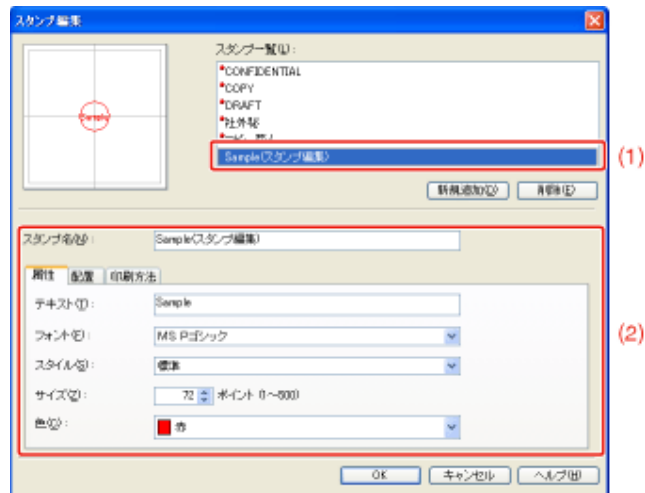 スタンプ編集
Sample
スタンプ一覧(L):
*CONFIDENTIAL
*COPY
*DRAFT
*社外秘
Sample(スタンプ編集)
(1)
新規追加(D) 削除(E)
スタンプ名(N): Sample(スタンプ編集)
属性 配置 印刷方法
テキスト(T): Sample
フォント(F): MS Pゴシック
(2)
スタイル(S): 標準
サイズ(Z): 72 ポイント (1～800)
色(C): 赤
OK キャンセル ヘルプ(H)